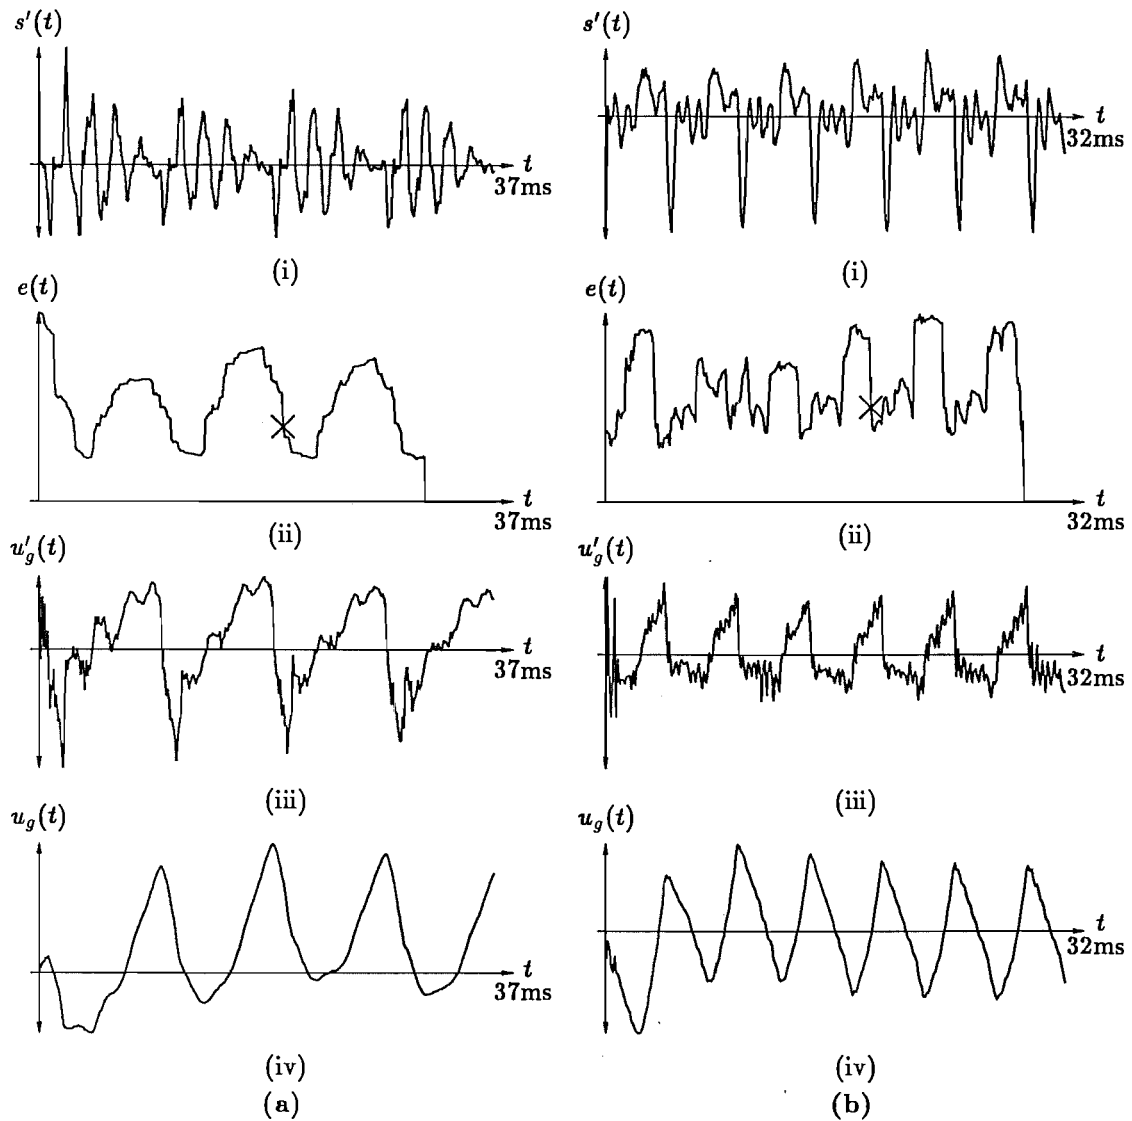 s′(t)
t
37ms
(i)
e(t)
t
37ms
(ii)
u′g(t)
t
37ms
(iii)
ug(t)
t
37ms
(iv)
(a)
s′(t)
t
32ms
(i)
e(t)
t
32ms
(ii)
u′g(t)
t
32ms
(iii)
ug(t)
t
32ms
(iv)
(b)